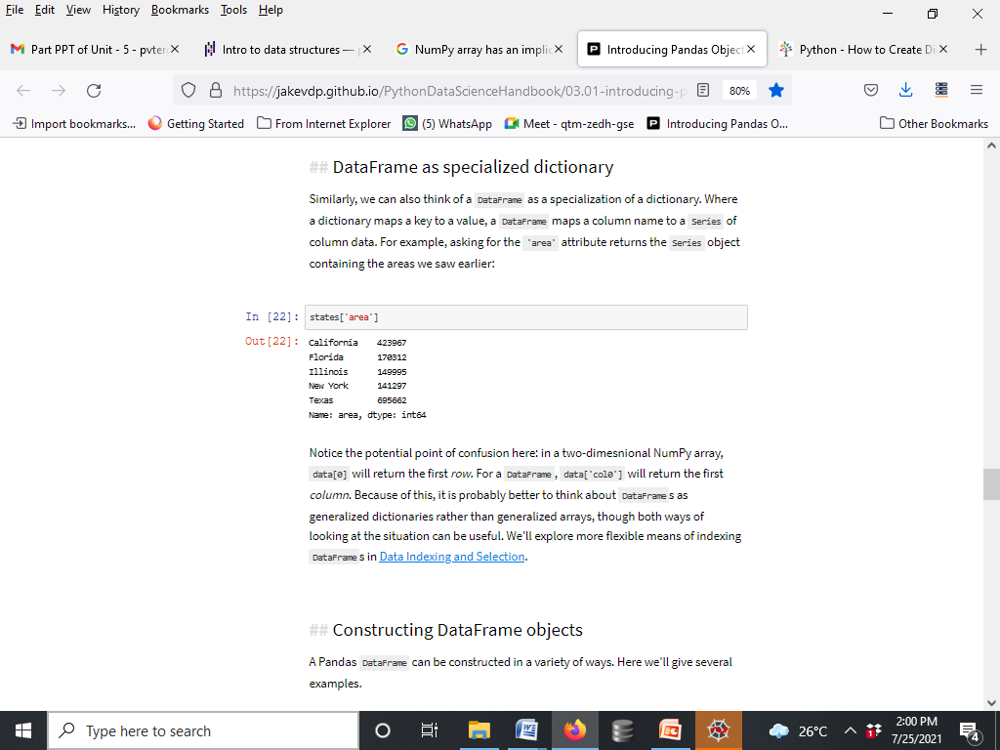 File Edit View History Bookmarks Tools Help
Part PPT of Unit - 5 - pvterg
Intro to data structures —
NumPy array has an implic
Introducing Pandas Object
Python - How to Create Di
https://jakevdp.github.io/PythonDataScienceHandbook/03.01-introducing-p
80%
Import bookmarks... Getting Started From Internet Explorer (5) WhatsApp Meet - qtm-zedh-gse Introducing Pandas O... Other Bookmarks
## DataFrame as specialized dictionary
Similarly, we can also think of a DataFrame as a specialization of a dictionary. Where
a dictionary maps a key to a value, a DataFrame maps a column name to a Series of
column data. For example, asking for the 'area' attribute returns the Series object
containing the areas we saw earlier:
In [22]: states['area']
Out[22]: California 423967
Florida 170312
Illinois 149995
New York 141297
Texas 695662
Name: area, dtype: int64
Notice the potential point of confusion here: in a two-dimesnional NumPy array,
data[0] will return the first row. For a DataFrame, data['col0'] will return the first
column. Because of this, it is probably better to think about DataFrames as
generalized dictionaries rather than generalized arrays, though both ways of
looking at the situation can be useful. We'll explore more flexible means of indexing
DataFrames in Data Indexing and Selection.
## Constructing DataFrame objects
A Pandas DataFrame can be constructed in a variety of ways. Here we'll give several
examples.
Type here to search
26°C
1
2:00 PM
7/25/2021
4